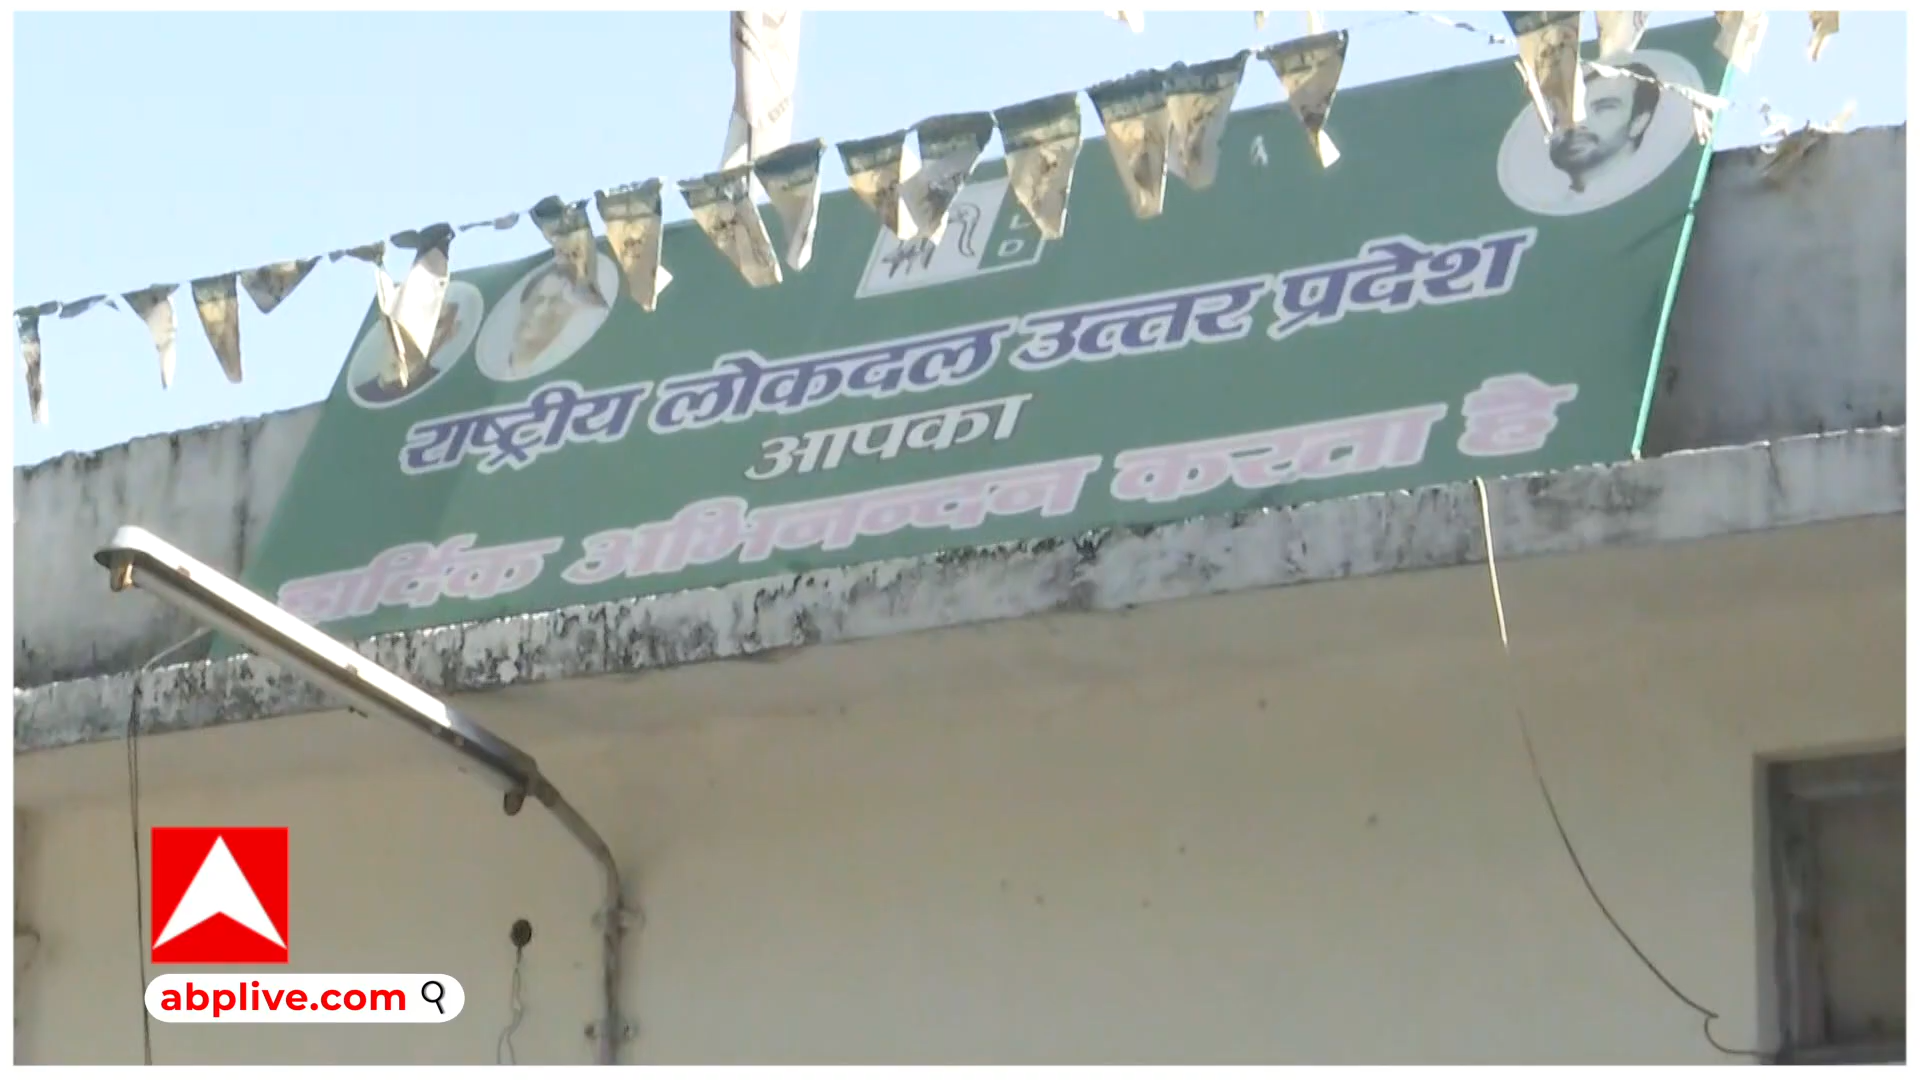 L
D
राष्ट्रीय लोकदल उत्तर प्रदेश
आपका
हार्दिक अभिनन्दन करता है
abplive.com